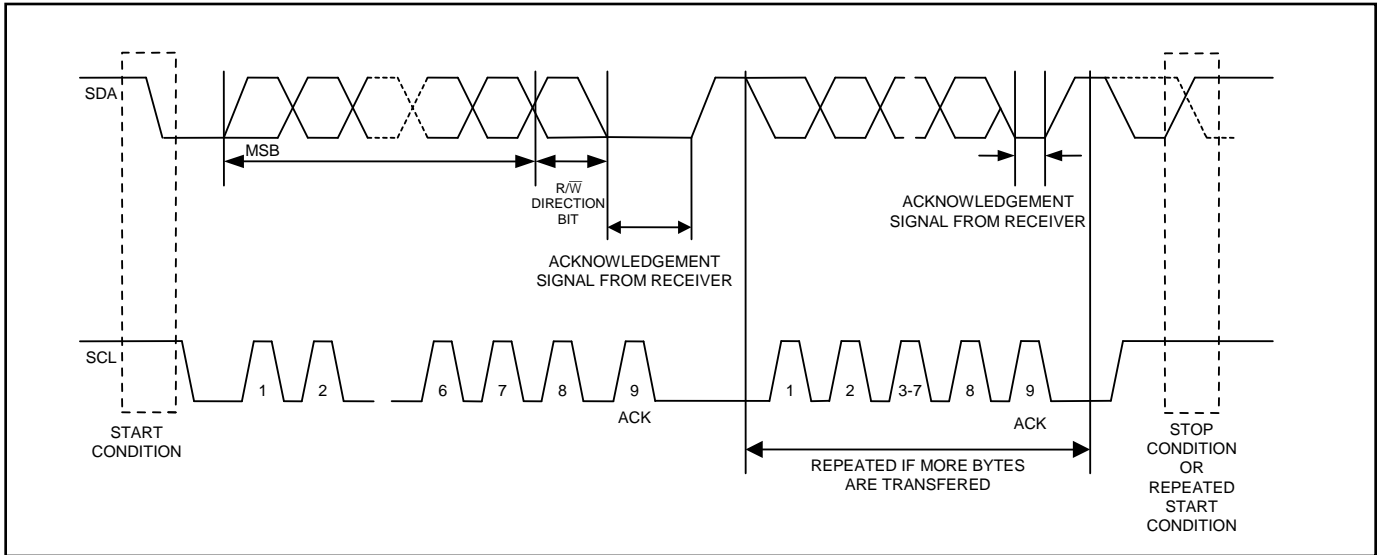 SDA
MSB
R/W̅
DIRECTION
BIT
ACKNOWLEDGEMENT
SIGNAL FROM RECEIVER
ACKNOWLEDGEMENT
SIGNAL FROM RECEIVER
SCL
1
2
6
7
8
9
1
2
3-7
8
9
ACK
ACK
START
CONDITION
REPEATED IF MORE BYTES
ARE TRANSFERED
STOP
CONDITION
OR
REPEATED
START
CONDITION